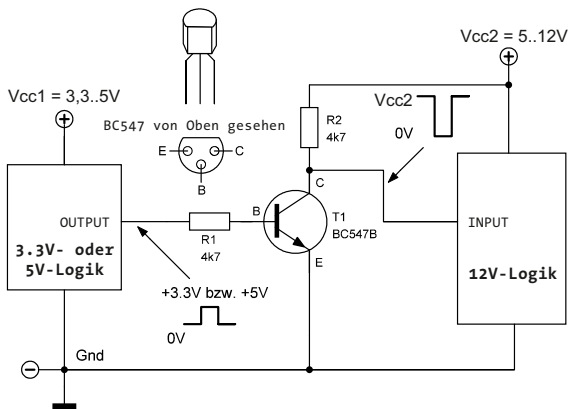 Vcc2 = 5..12V
Vcc1 = 3,3..5V
BC547 von Oben gesehen
E
C
B
R2
4k7
Vcc2
0V
C
OUTPUT
3.3V- oder
5V-Logik
R1
4k7
B
T1
BC547B
E
INPUT
12V-Logik
+3.3V bzw. +5V
0V
Gnd